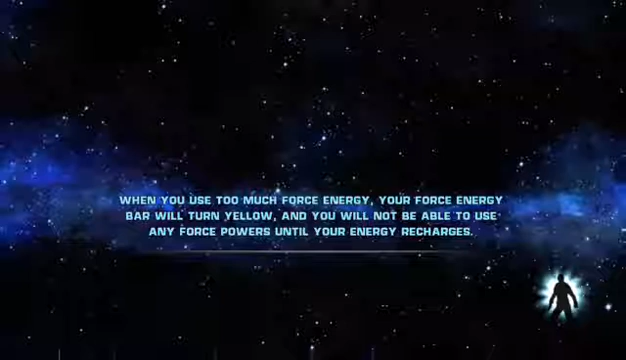 WHEN YOU USE TOO MUCH FORCE ENERGY, YOUR FORCE ENERGY
BAR WILL TURN YELLOW, AND YOU WILL NOT BE ABLE TO USE
ANY FORCE POWERS UNTIL YOUR ENERGY RECHARGES.